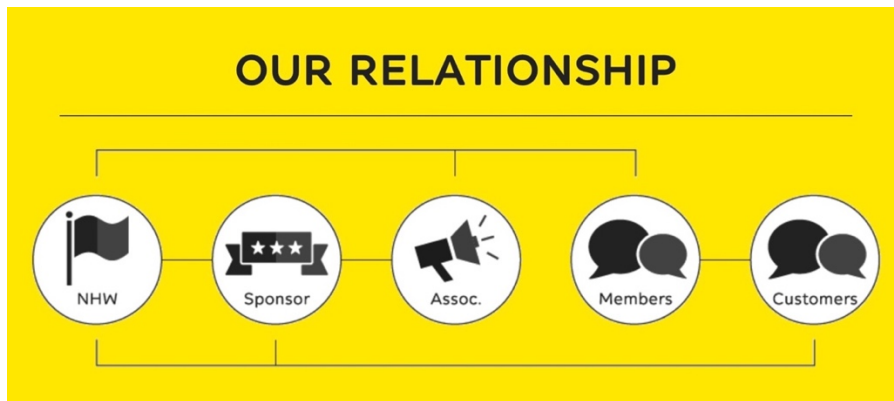 OUR RELATIONSHIP
NHW
Sponsor
Assoc.
Members
Customers